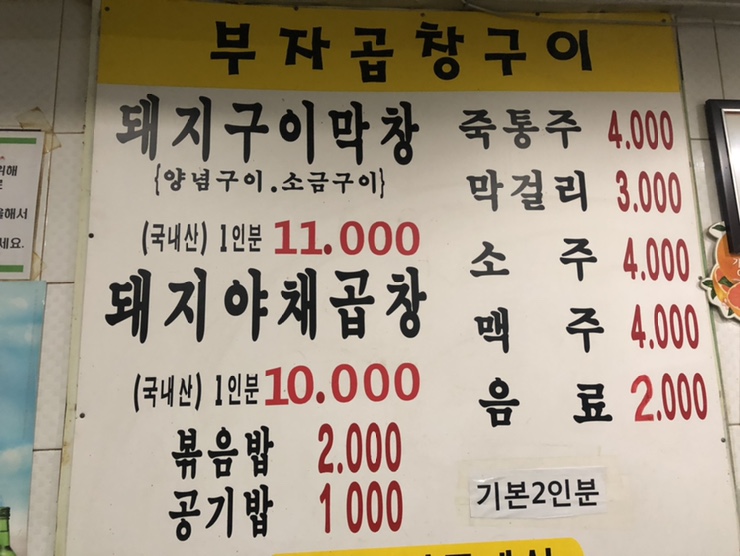 부자곱창구이
돼지구이막창
{양념구이.소금구이}
(국내산) 1인분 11.000
돼지야채곱창
(국내산) 1인분 10.000
볶음밥 2.000
공기밥 1000
죽통주 4.000
막걸리 3.000
소주 4.000
맥주 4.000
음료 2.000
기본2인분